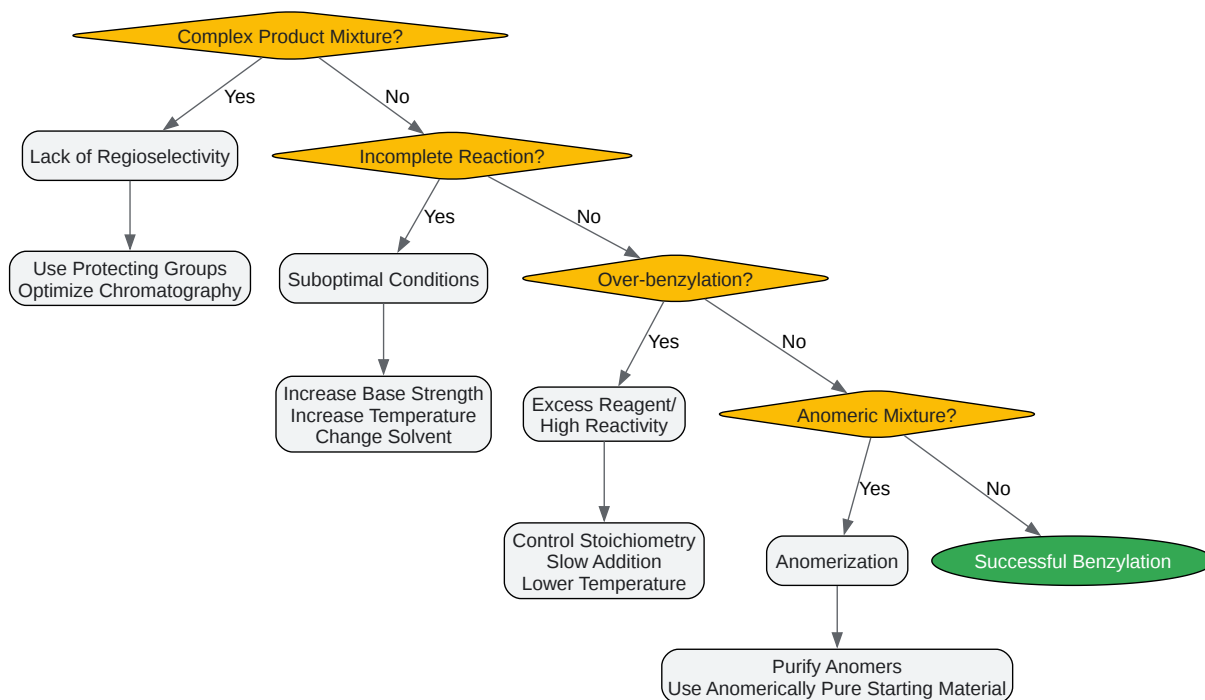 Complex Product Mixture?
Yes
No
Lack of Regioselectivity
Incomplete Reaction?
Yes
No
Use Protecting Groups
Optimize Chromatography
Suboptimal Conditions
Over-benzylation?
Yes
No
Increase Base Strength
Increase Temperature
Change Solvent
Excess Reagent/
High Reactivity
Anomeric Mixture?
Yes
No
Control Stoichiometry
Slow Addition
Lower Temperature
Anomerization
Successful Benzylation
Purify Anomers
Use Anomerically Pure Starting Material